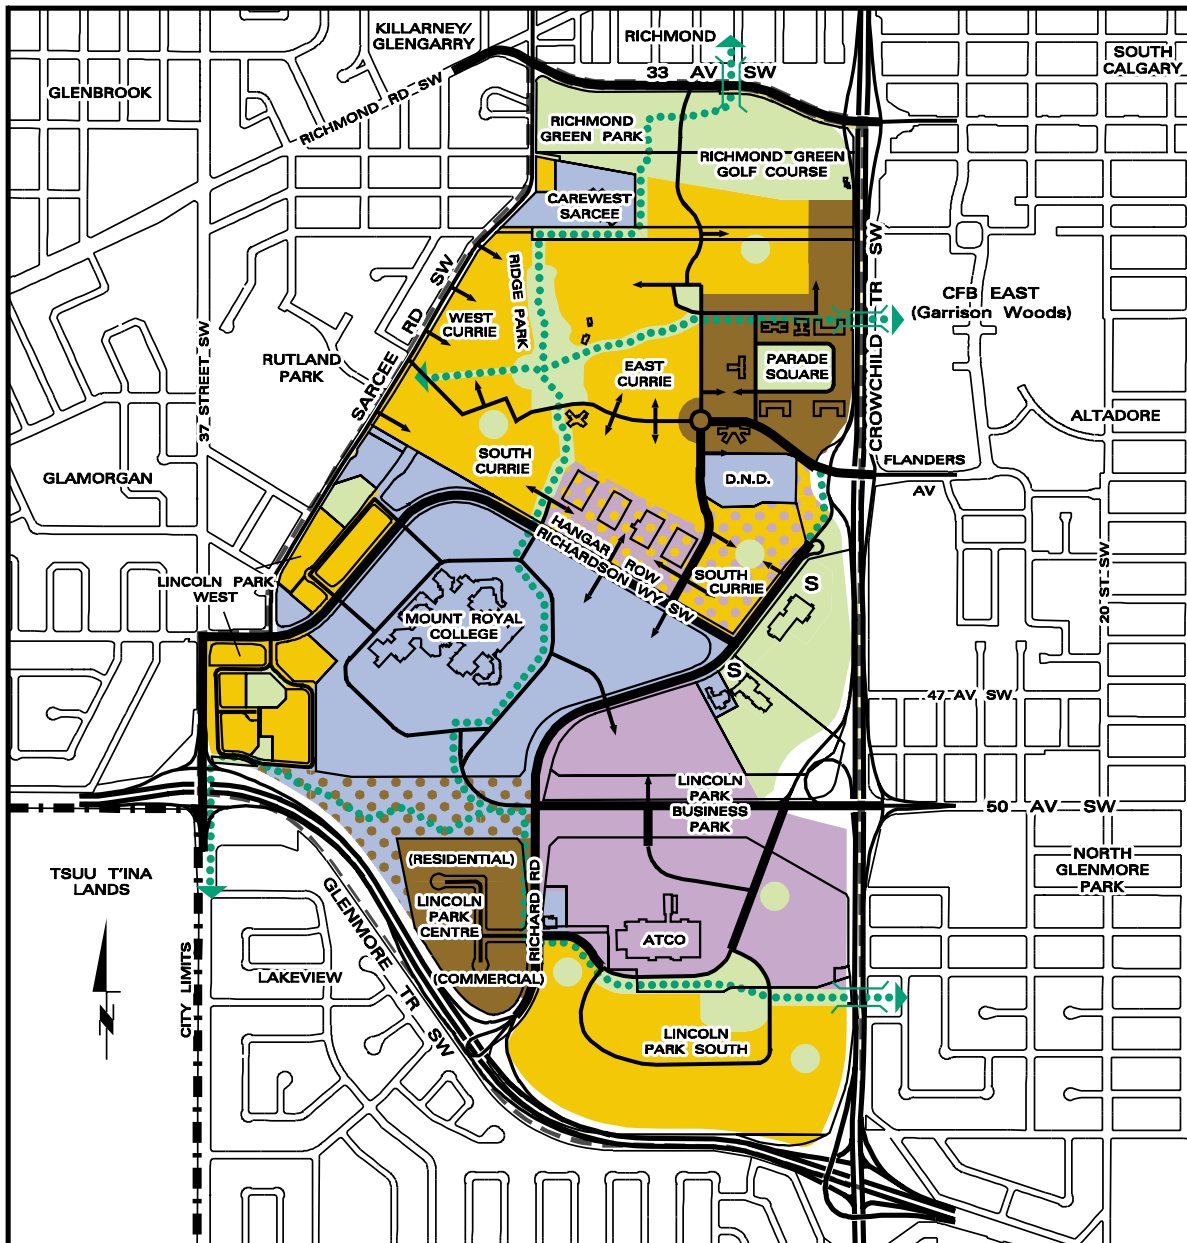 KILLARNEY/
GLENGARRY
RICHMOND
33 AV SW
SOUTH
CALGARY
GLENBROOK
RICHMOND RD SW
RICHMOND
GREEN PARK
RICHMOND GREEN
GOLF COURSE
CAREWEST
SARCEE
SARCEE RD SW
RIDGE PARK
WEST
CURRIE
CROWCHILD TR SW
CFB EAST
(Garrison Woods)
37 STREET SW
RUTLAND
PARK
EAST
CURRIE
PARADE
SQUARE
ALTADORE
GLAMORGAN
SOUTH
CURRIE
D.N.D.
FLANDERS
AV
HANGAR
ROW
RICHARDSON WY SW
SOUTH
CURRIE
S
LINCOLN PARK
WEST
MOUNT ROYAL
COLLEGE
20 ST SW
S
47 AV SW
LINCOLN
PARK
BUSINESS
PARK
50 AV SW
TSUU T'INA
LANDS
(RESIDENTIAL)
LINCOLN
PARK
CENTRE
(COMMERCIAL)
RICHARD RD
NORTH
GLENMORE
PARK
ATCO
GLENMORE TR SW
LAKEVIEW
CITY LIMITS
N
LINCOLN
PARK SOUTH